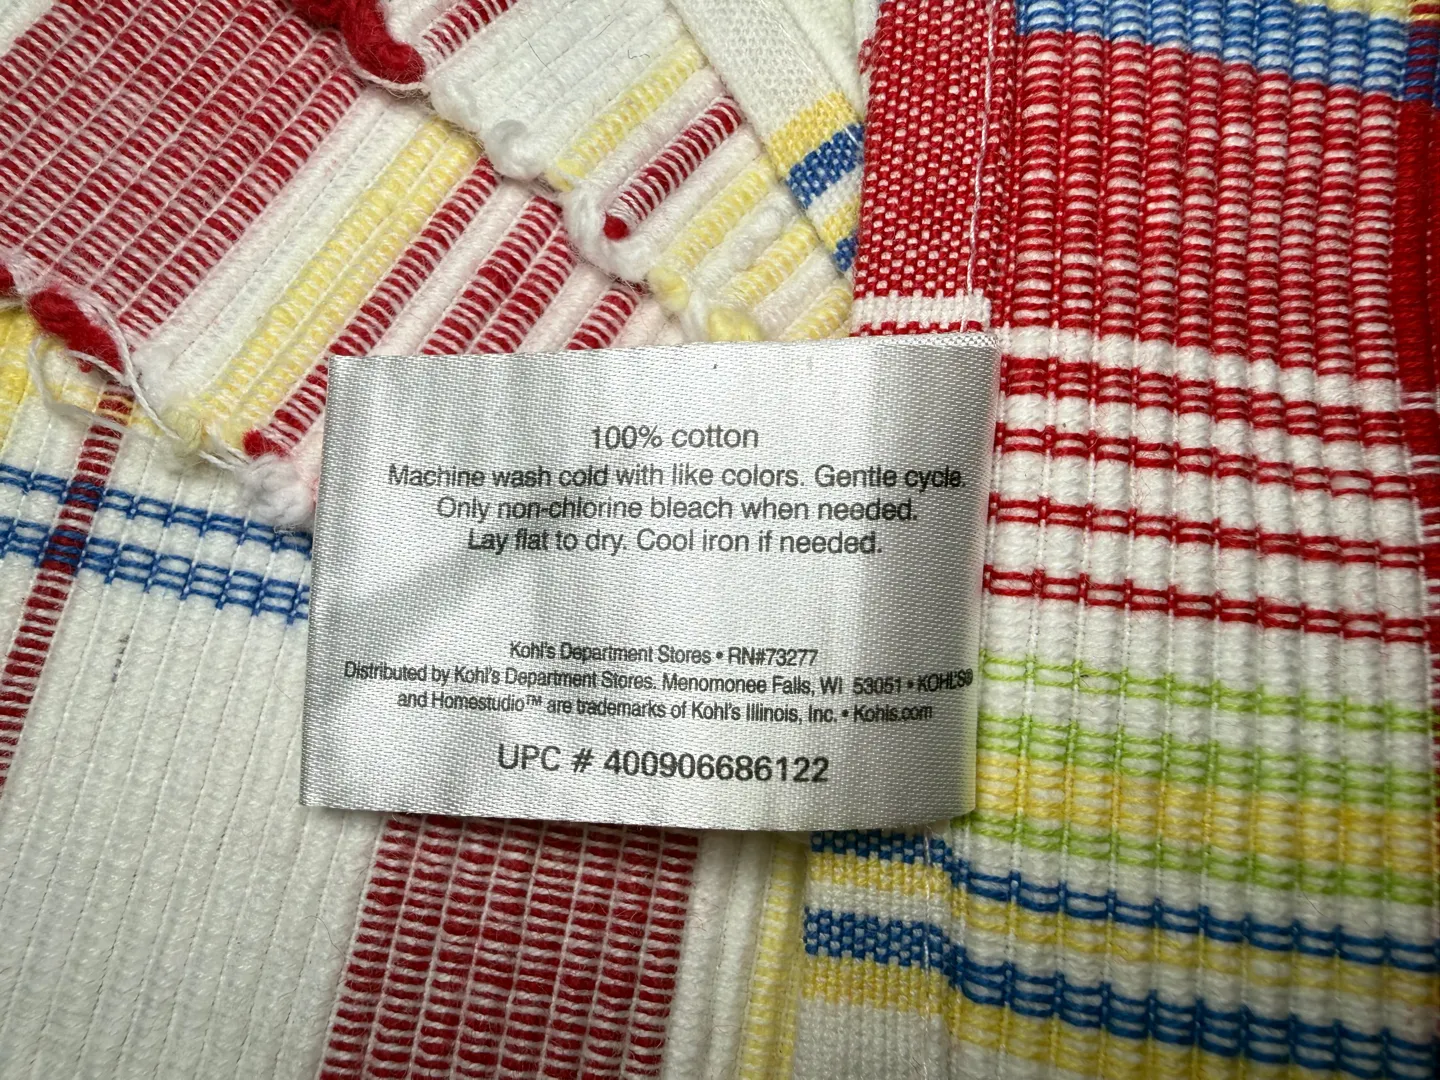 100% cotton
Machine wash cold with like colors. Gentle cycle.
Only non-chlorine bleach when needed.
Lay flat to dry. Cool iron if needed.
Kohl's Department Stores • RN#73277
Distributed by Kohl's Department Stores. Menomonee Falls, WI 53051 • KOHL'S®
and Homestudio™ are trademarks of Kohl's Illinois, Inc. • Kohls.com
UPC # 400906686122